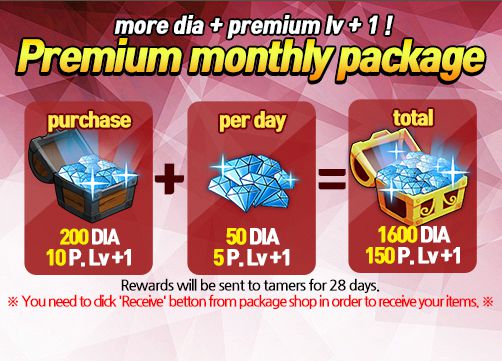 more dia + premium lv + 1 !
Premium monthly package
purchase
per day
total
+
=
200 DIA
50 DIA
1600 DIA
10 P. Lv +1
5 P. Lv +1
150 P. Lv +1
Rewards will be sent to tamers for 28 days.
※ You need to click 'Receive' betton from package shop in order to receive your items. ※